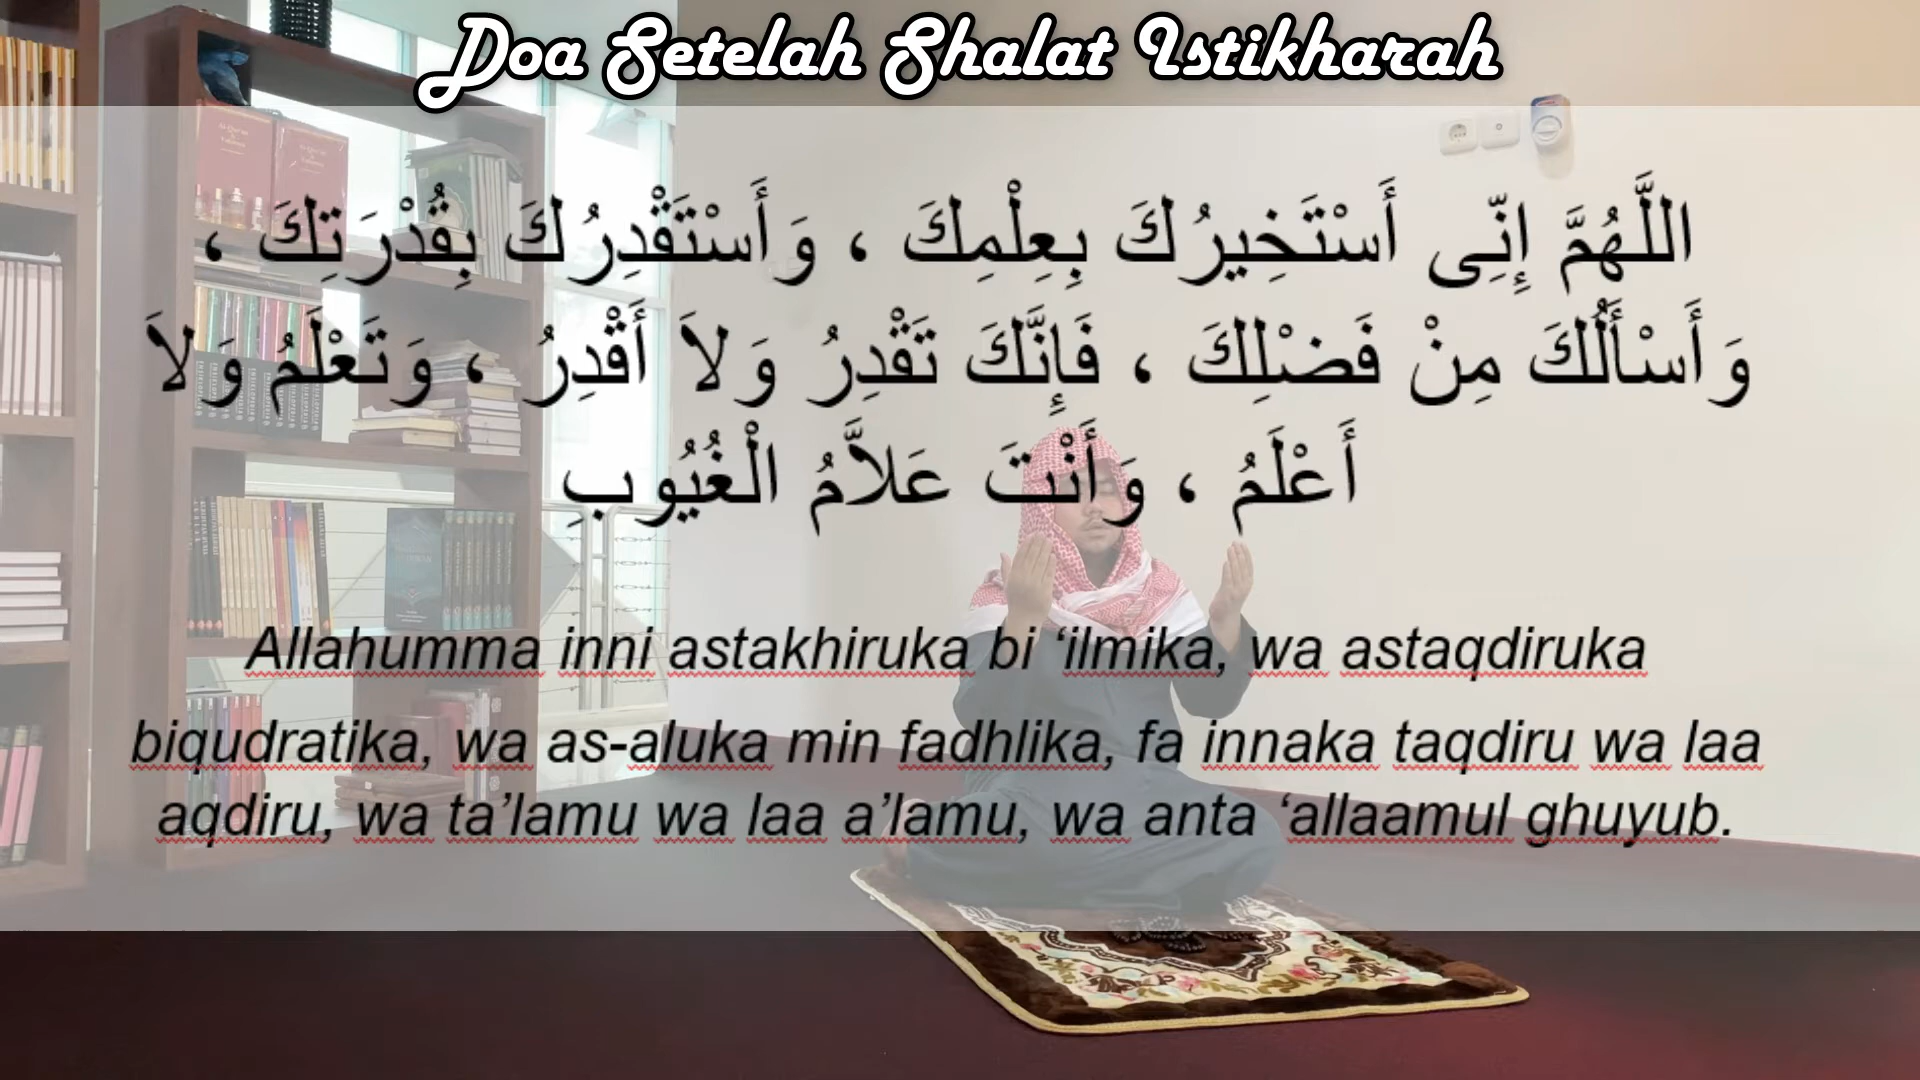 Doa Setelah Shalat Istikharah
اللَّهُمَّ إِنِّى أَسْتَخِيرُكَ بِعِلْمِكَ ، وَأَسْتَقْدِرُكَ بِقُدْرَتِكَ ،
وَأَسْأَلُكَ مِنْ فَضْلِكَ ، فَإِنَّكَ تَقْدِرُ وَلاَ أَقْدِرُ ، وَتَعْلَمُ وَلاَ
أَعْلَمُ ، وَأَنْتَ عَلاَّمُ الْغُيُوبِ
Allahumma inni astakhiruka bi ‘ilmika, wa astaqdiruka
biqudratika, wa as-aluka min fadhlika, fa innaka taqdiru wa laa
aqdiru, wa ta’lamu wa laa a’lamu, wa anta ‘allaamul ghuyub.